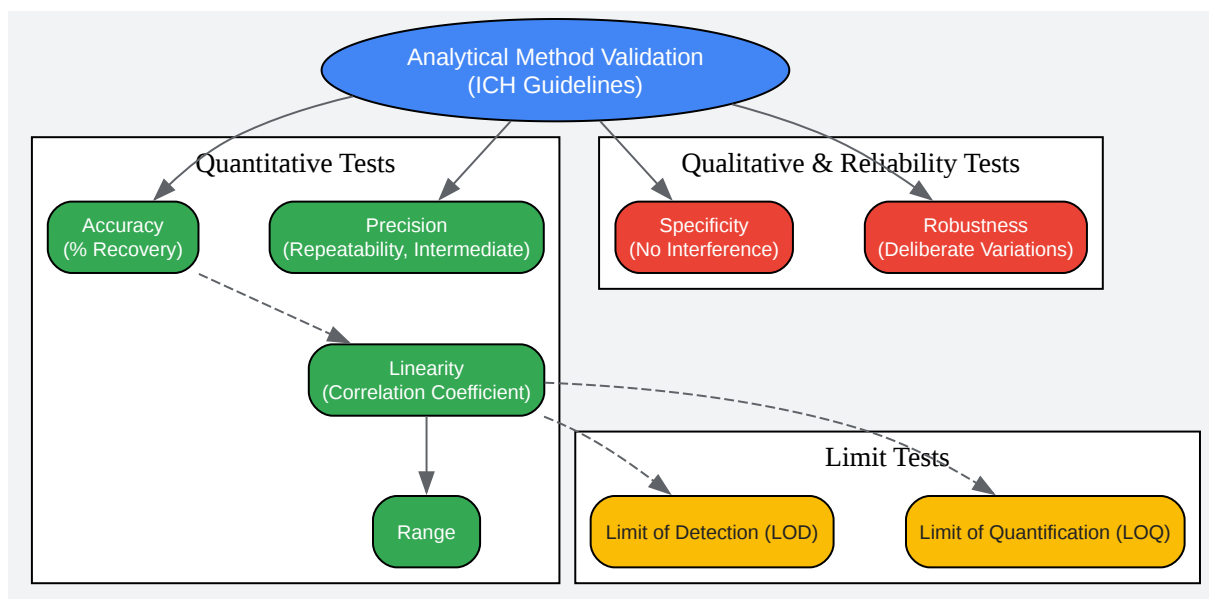 Analytical Method Validation
(ICH Guidelines)
Quantitative Tests
Qualitative & Reliability Tests
Accuracy
(% Recovery)
Precision
(Repeatability, Intermediate)
Specificity
(No Interference)
Robustness
(Deliberate Variations)
Linearity
(Correlation Coefficient)
Limit Tests
Range
Limit of Detection (LOD)
Limit of Quantification (LOQ)